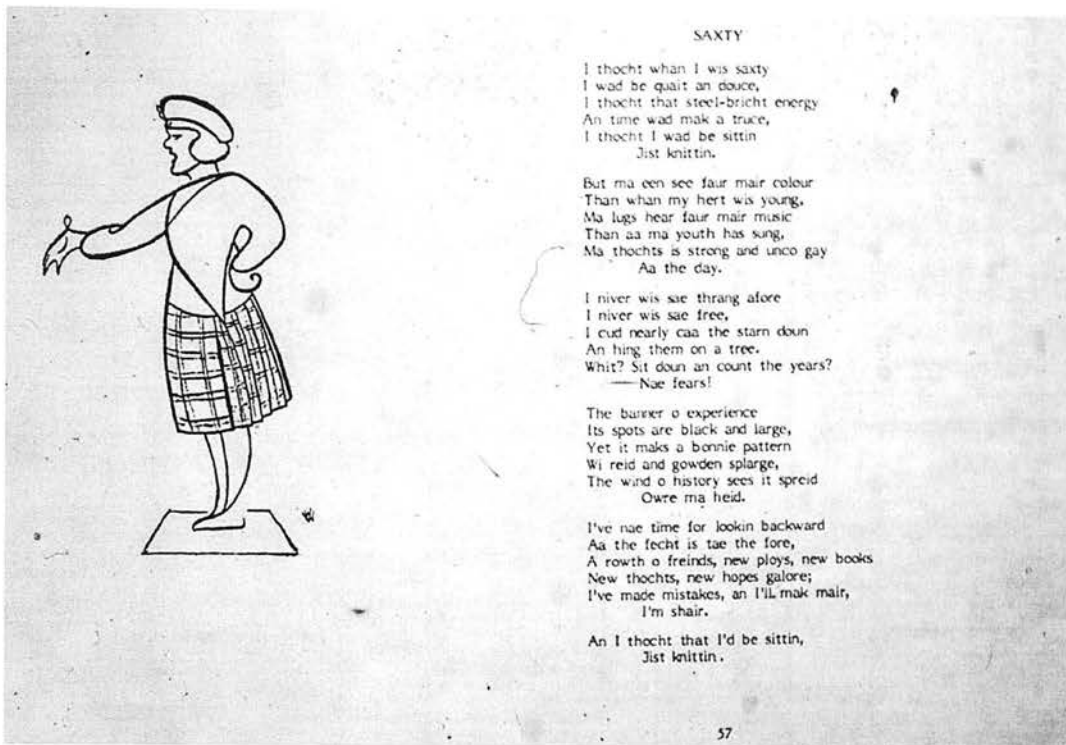 SAXTY
I thocht whan I wis saxty
I wad be quait an douce,
I thocht that steel-bricht energy
An time wad mak a truce,
I thocht I wad be sittin
Jist knittin.
But ma een see faur mair colour
Than whan my hert wis young,
Ma lugs hear faur mair music
Than aa ma youth has sung,
Ma thochts is strong and unco gay
Aa the day.
I niver wis sae thrang afore
I niver wis sae free,
I cud nearly caa the starn doun
An hing them on a tree.
Whit? Sit doun an count the years?
—Nae fears!
The banner o experience
Its spots are black and large,
Yet it maks a bonnie pattern
Wi reid and gowden splarge,
The wind o history sees it spreid
Owre ma heid.
I've nae time for lookin backward
Aa the fecht is tae the fore,
A rowth o freinds, new ploys, new books
New thochts, new hopes galore;
I've made mistakes, an I'lL mak mair,
I'm shair.
An I thocht that I'd be sittin,
Jist knittin.
57